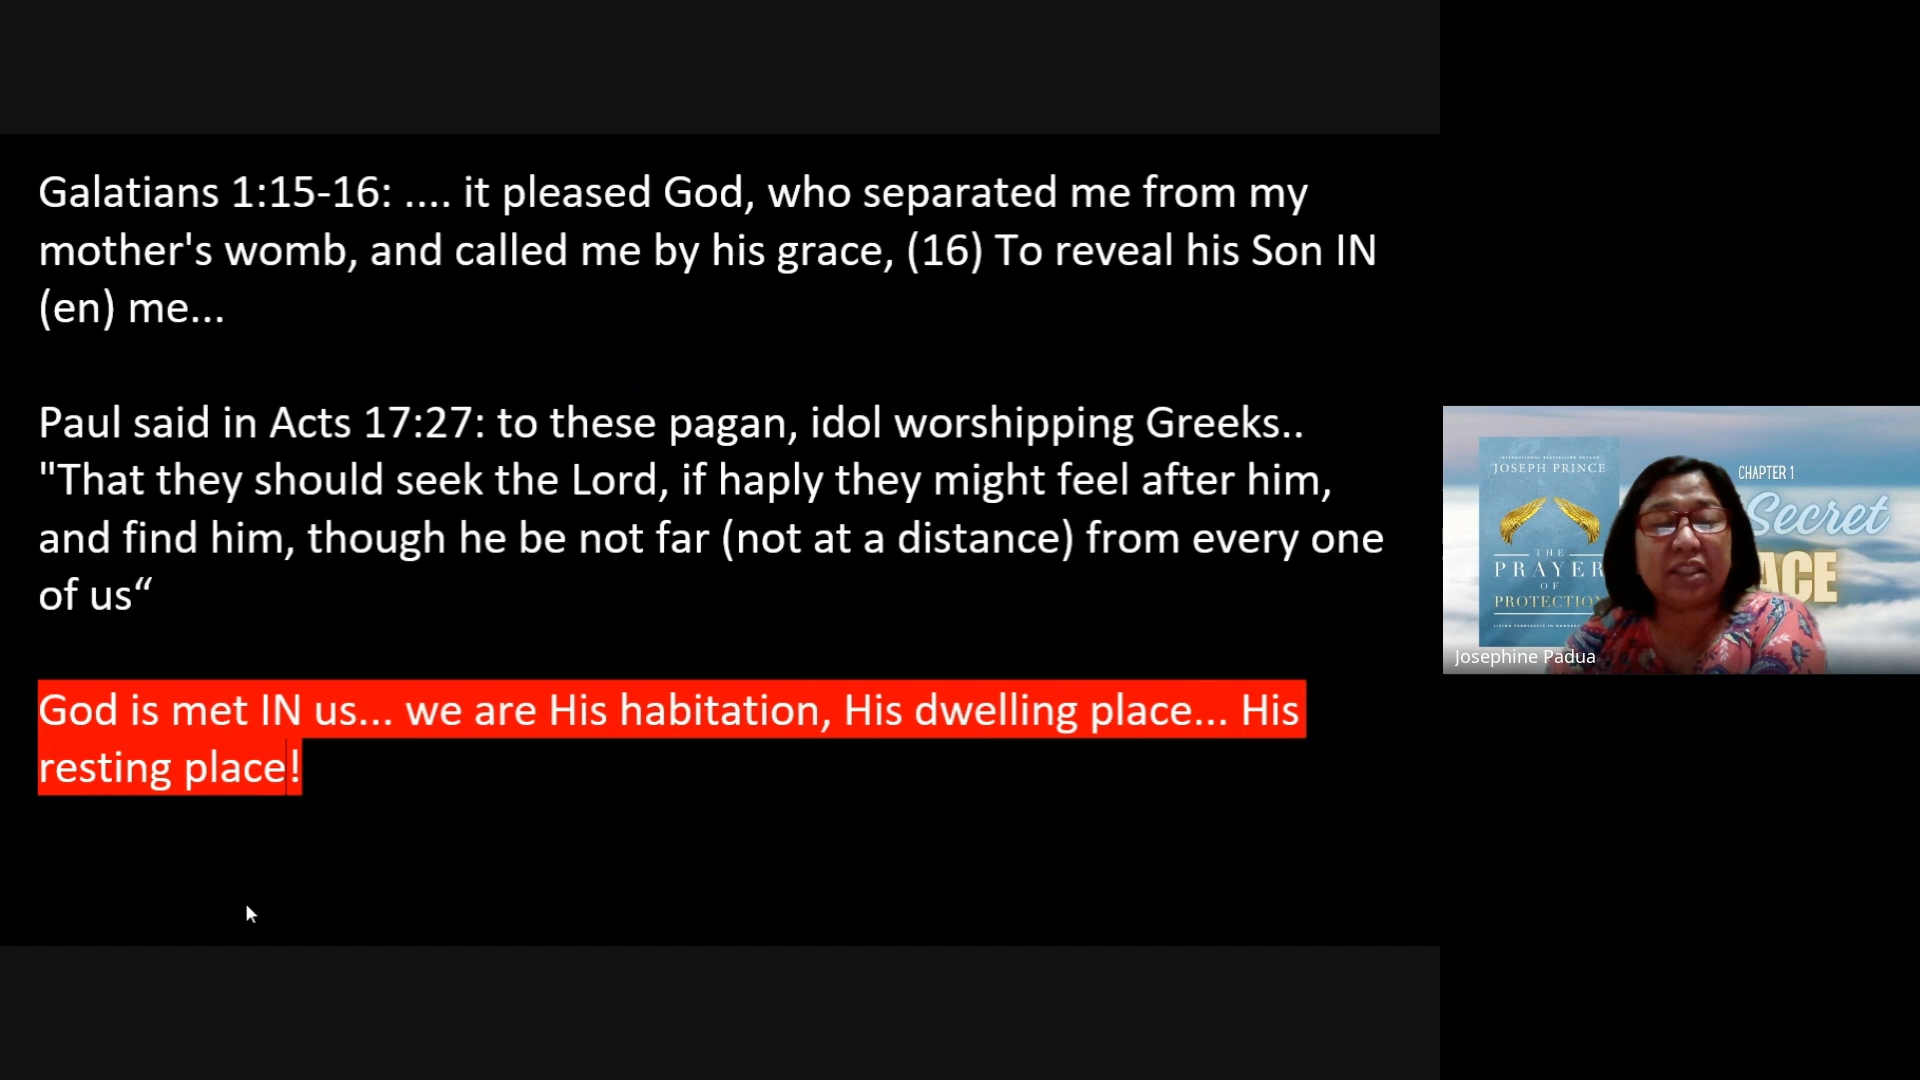 Galatians 1:15-16: .... it pleased God, who separated me from my
mother's womb, and called me by his grace, (16) To reveal his Son IN
(en) me...
Paul said in Acts 17:27: to these pagan, idol worshipping Greeks..
"That they should seek the Lord, if haply they might feel after him,
and find him, though he be not far (not at a distance) from every one
of us“
God is met IN us... we are His habitation, His dwelling place... His
resting place!
INTERNATIONAL BESTSELLING AUTHOR
JOSEPH PRINCE
THE
PRAYER
OF
PROTECTION
CHAPTER 1
Secret
ACE
Josephine Padua